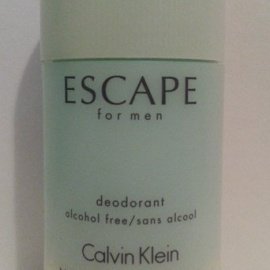 ESCAPE
for men
deodorant
alcohol free/sans alcool
Calvin Klein